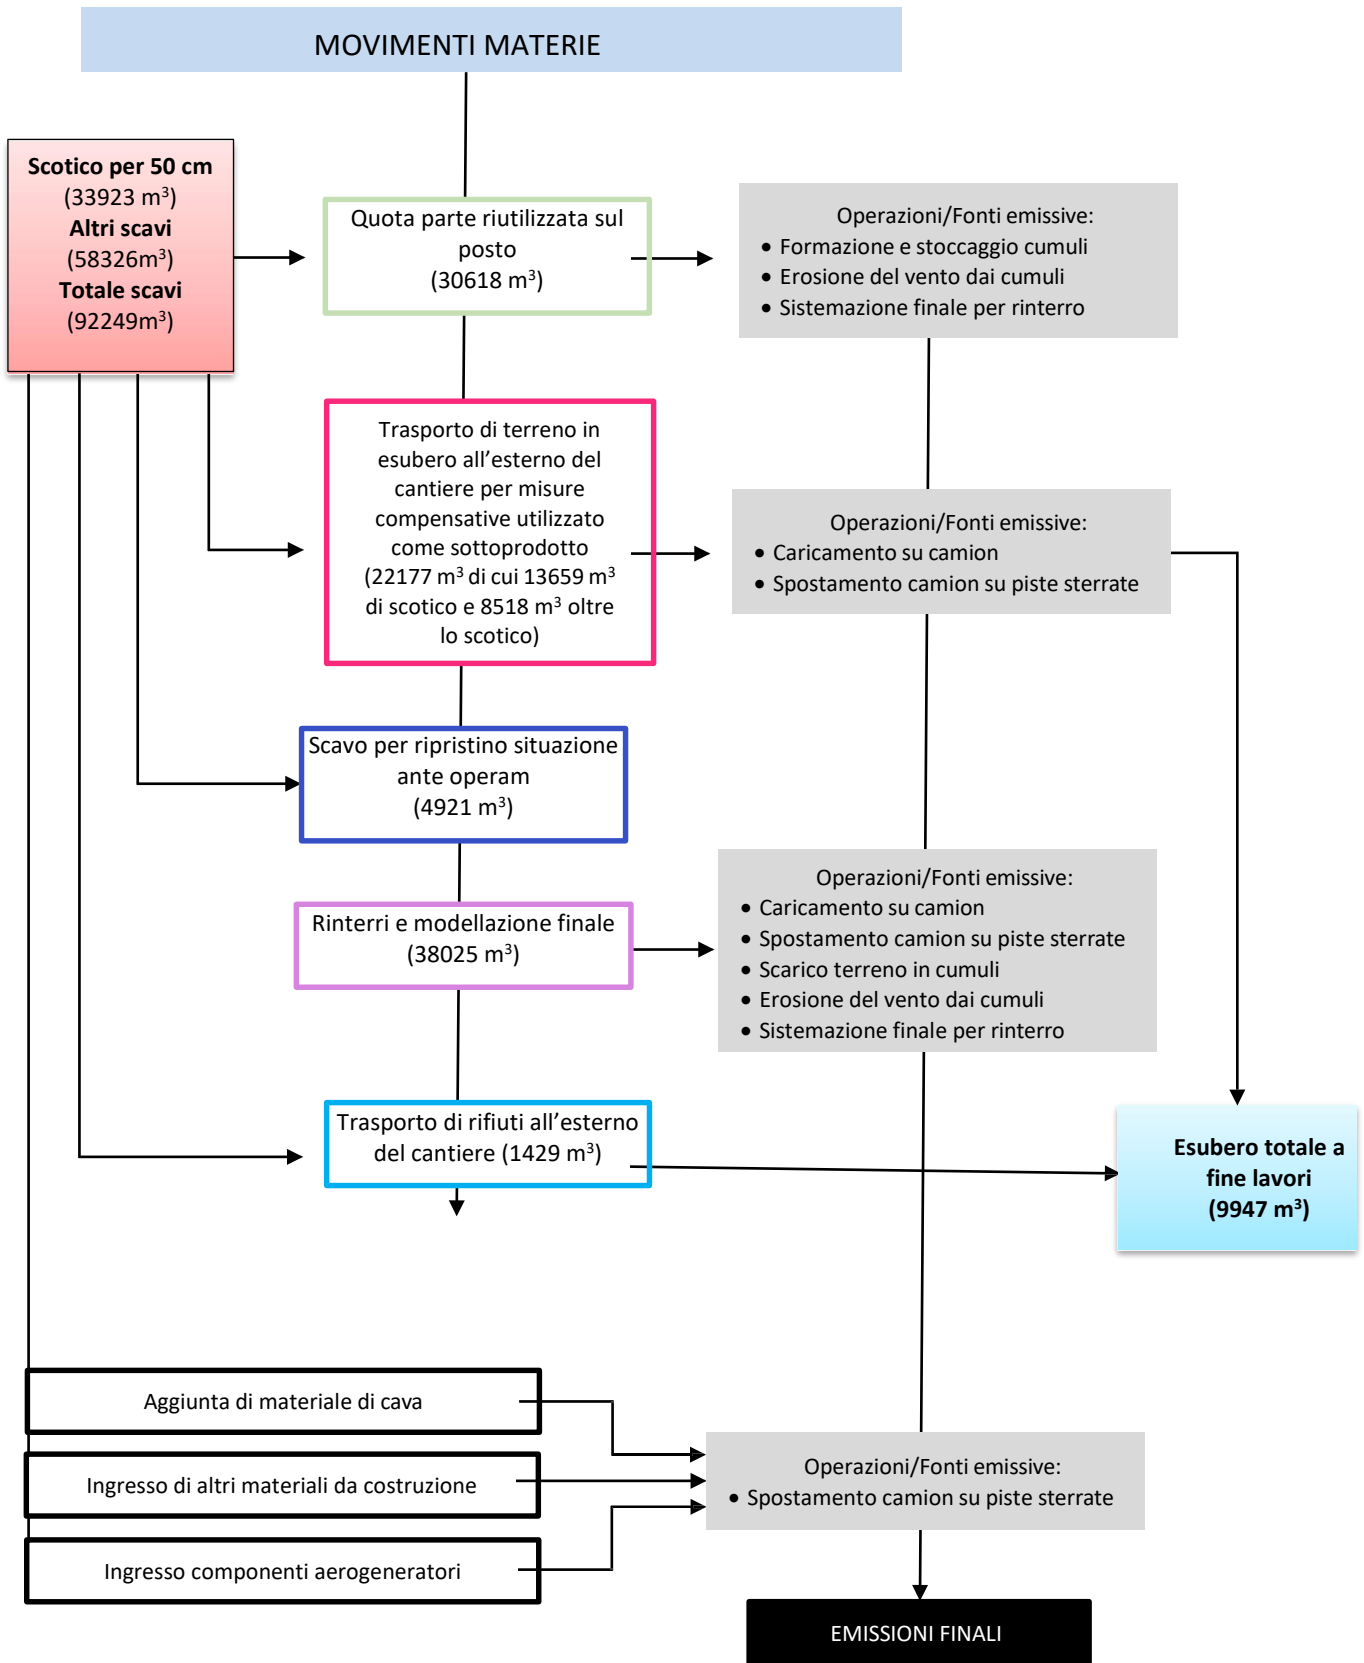 MOVIMENTI MATERIE
Scotico per 50 cm
(33923 m³)
Altri scavi
(58326m³)
Totale scavi
(92249m³)
Quota parte riutilizzata sul
posto
(30618 m³)
Operazioni/Fonti emissive:
• Formazione e stoccaggio cumuli
• Erosione del vento dai cumuli
• Sistemazione finale per rinterro
Trasporto di terreno in
esubero all’esterno del
cantiere per misure
compensative utilizzato
come sottoprodotto
(22177 m³ di cui 13659 m³
di scotico e 8518 m³ oltre
lo scotico)
Operazioni/Fonti emissive:
• Caricamento su camion
• Spostamento camion su piste sterrate
Scavo per ripristino situazione
ante operam
(4921 m³)
Rinterri e modellazione finale
(38025 m³)
Operazioni/Fonti emissive:
• Caricamento su camion
• Spostamento camion su piste sterrate
• Scarico terreno in cumuli
• Erosione del vento dai cumuli
• Sistemazione finale per rinterro
Trasporto di rifiuti all’esterno
del cantiere (1429 m³)
Esubero totale a
fine lavori
(9947 m³)
Aggiunta di materiale di cava
Ingresso di altri materiali da costruzione
Ingresso componenti aerogeneratori
Operazioni/Fonti emissive:
• Spostamento camion su piste sterrate
EMISSIONI FINALI